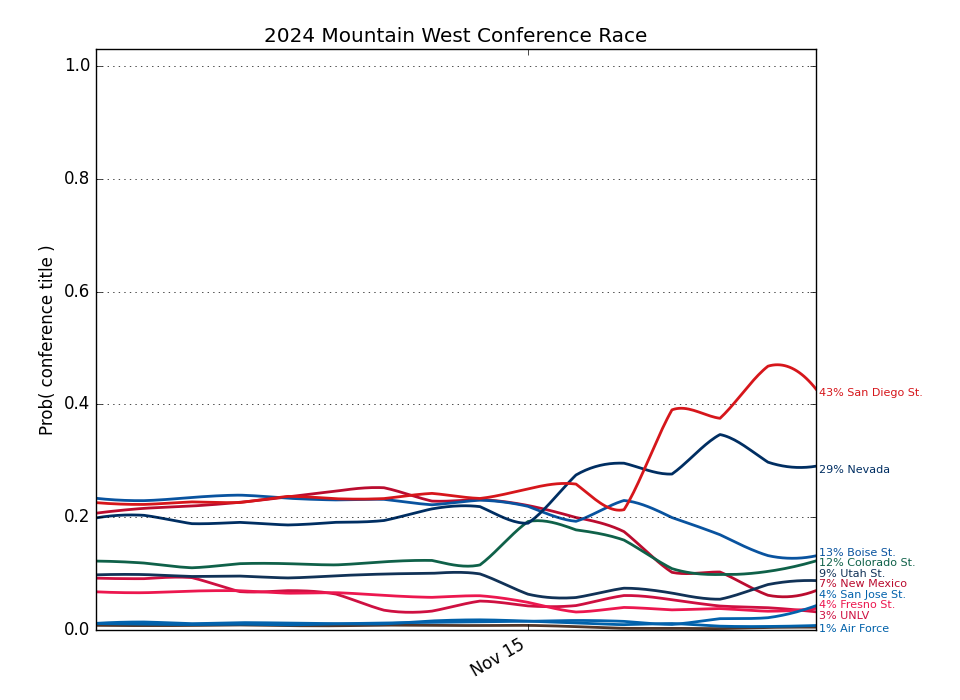 2024 Mountain West Conference Race
Prob( conference title )
1.0
0.8
0.6
0.4
0.2
0.0
Nov 15
43% San Diego St.
29% Nevada
13% Boise St.
12% Colorado St.
9% Utah St.
7% New Mexico
4% San Jose St.
4% Fresno St.
3% UNLV
1% Air Force